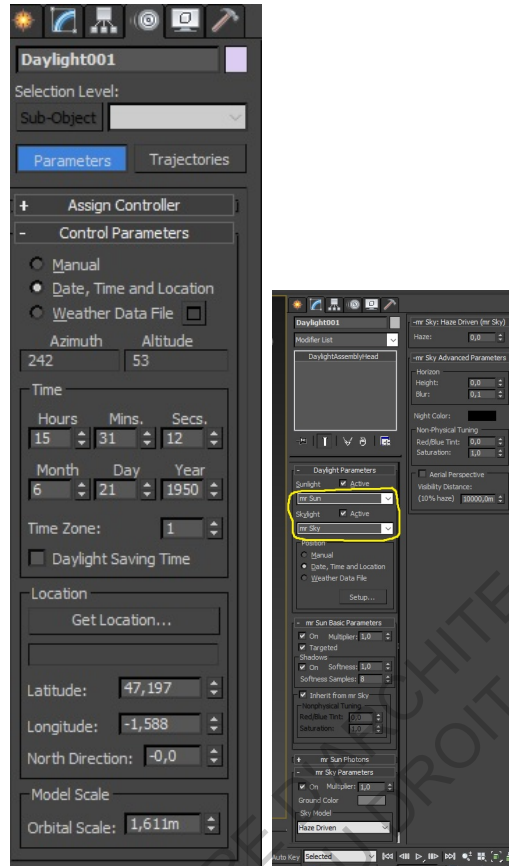 Daylight001
Selection Level:
Sub-Object
Parameters Trajectories
+ Assign Controller
- Control Parameters
Manual
Date, Time and Location
Weather Data File
Azimuth Altitude
242 53
Time
Hours Mins. Secs.
15 31 12
Month Day Year
6 21 1950
Time Zone: 1
Daylight Saving Time
Location
Get Location...
Latitude: 47,197
Longitude: -1,588
North Direction: -0,0
Model Scale
Orbital Scale: 1,611m
Daylight001
Modifier List
DaylightAssemblyHead
- Daylight Parameters
Sunlight Active
mr Sun
Skylight Active
mr Sky
Position
Manual
Date, Time and Location
Weather Data File
Setup...
- mr Sun Basic Parameters
On Multiplier: 1,0
Targeted
Shadows
On Softness: 1,0
Softness Samples: 8
Inherit from mr Sky
Nonphysical Tuning
Red/Blue Tint: 0,0
Saturation: 1,0
+ mr Sun Photons
- mr Sky Parameters
On Multiplier: 1,0
Ground Color
Sky Model
Haze Driven
-mr Sky: Haze Driven (mr Sky)
Haze: 0,0
-mr Sky Advanced Parameters
Horizon
Height: 0,0
Blur: 0,1
Night Color:
Non-Physical Tuning
Red/Blue Tint: 0,0
Saturation: 1,0
Aerial Perspective
Visibility Distance:
(10% haze) 10000,0m
Auto Key Selected